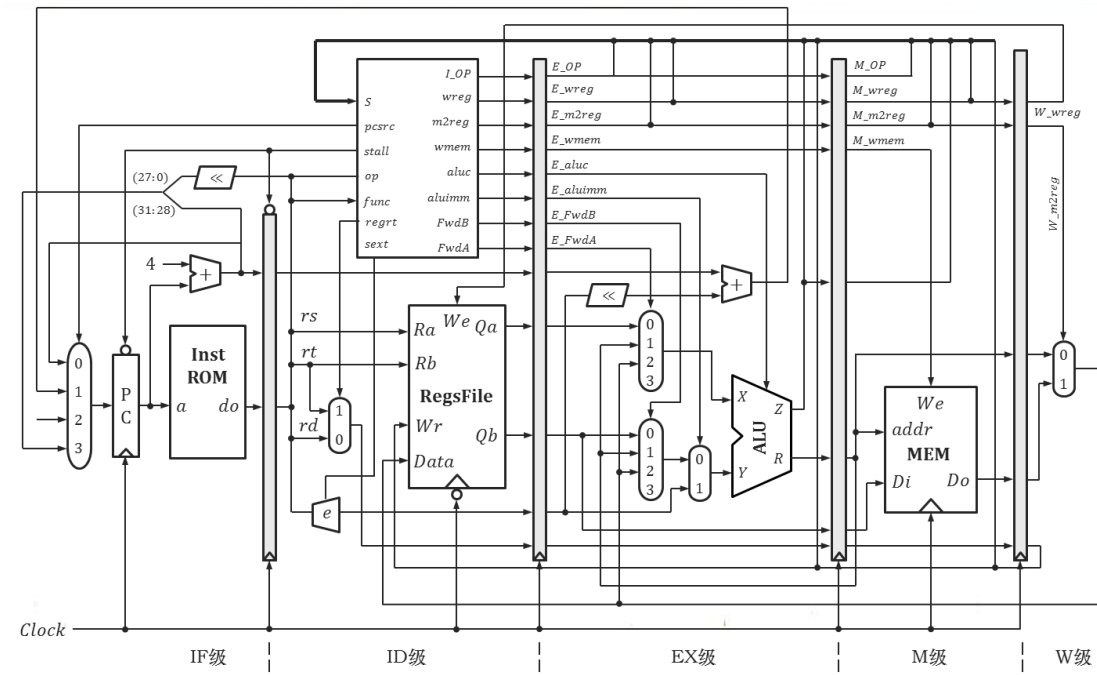 I_OP
S
wreg
pcsrc
m2reg
stall
wmem
op
aluc
func
aluimm
regrt
FwdB
sext
FwdA
E_OP
E_wreg
E_m2reg
E_wmem
E_aluc
E_aluimm
E_FwdB
E_FwdA
M_OP
M_wreg
M_m2reg
M_wmem
W_wreg
W_m2reg
(27:0)
(31:28)
≪
4
+
≪
+
0
1
2
3
P
C
Inst
ROM
a
do
rs
rt
rd
1
0
e
We
Ra
Qa
Rb
RegsFile
Wr
Qb
Data
0
1
2
3
0
1
2
3
0
1
X
Z
ALU
Y
R
We
addr
MEM
Di
Do
0
1
Clock
IF级
ID级
EX级
M级
W级